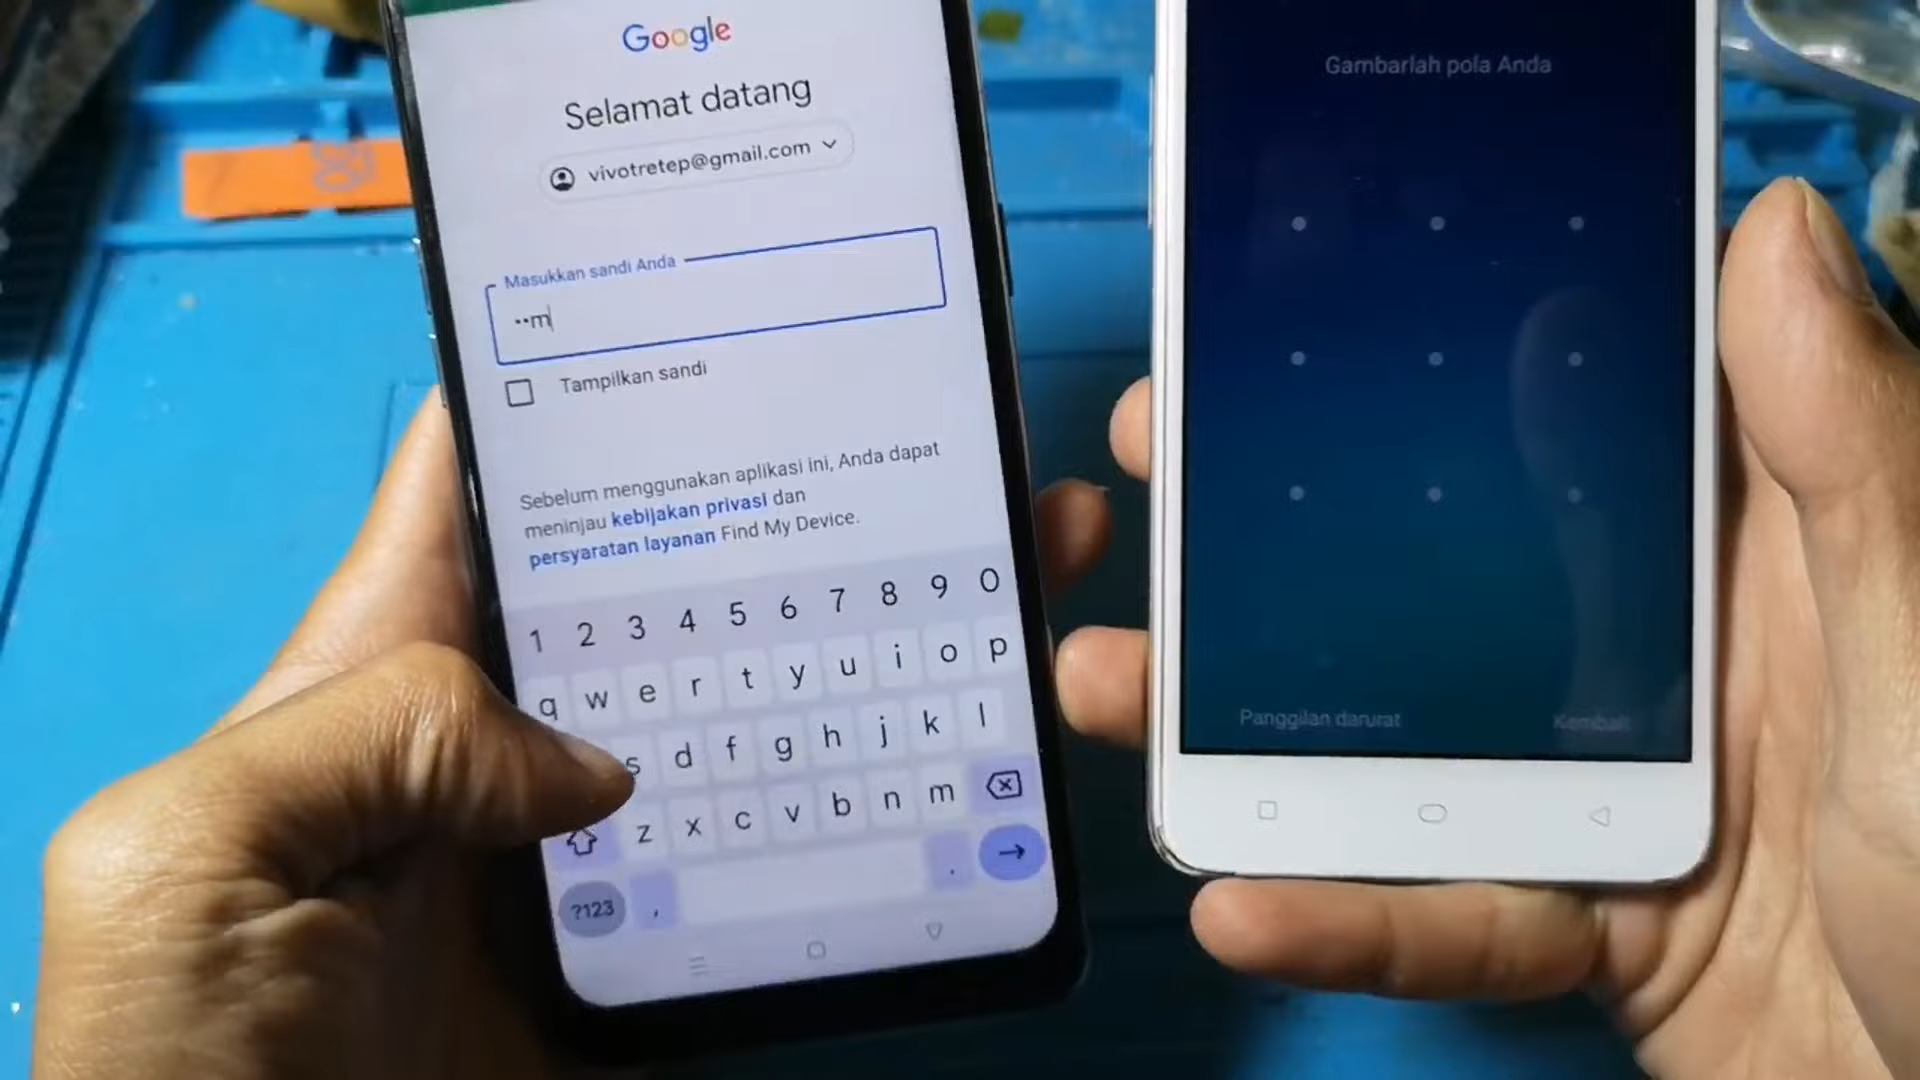 Google
Selamat datang
vivotretep@gmail.com
Masukkan sandi Anda
••m
Tampilkan sandi
Sebelum menggunakan aplikasi ini, Anda dapat
meninjau kebijakan privasi dan
persyaratan layanan Find My Device.
1 2 3 4 5 6 7 8 9 0
q w e r t y u i o p
s d f g h j k l
z x c v b n m
.
?123 ,
Gambarlah pola Anda
Panggilan darurat Kembali